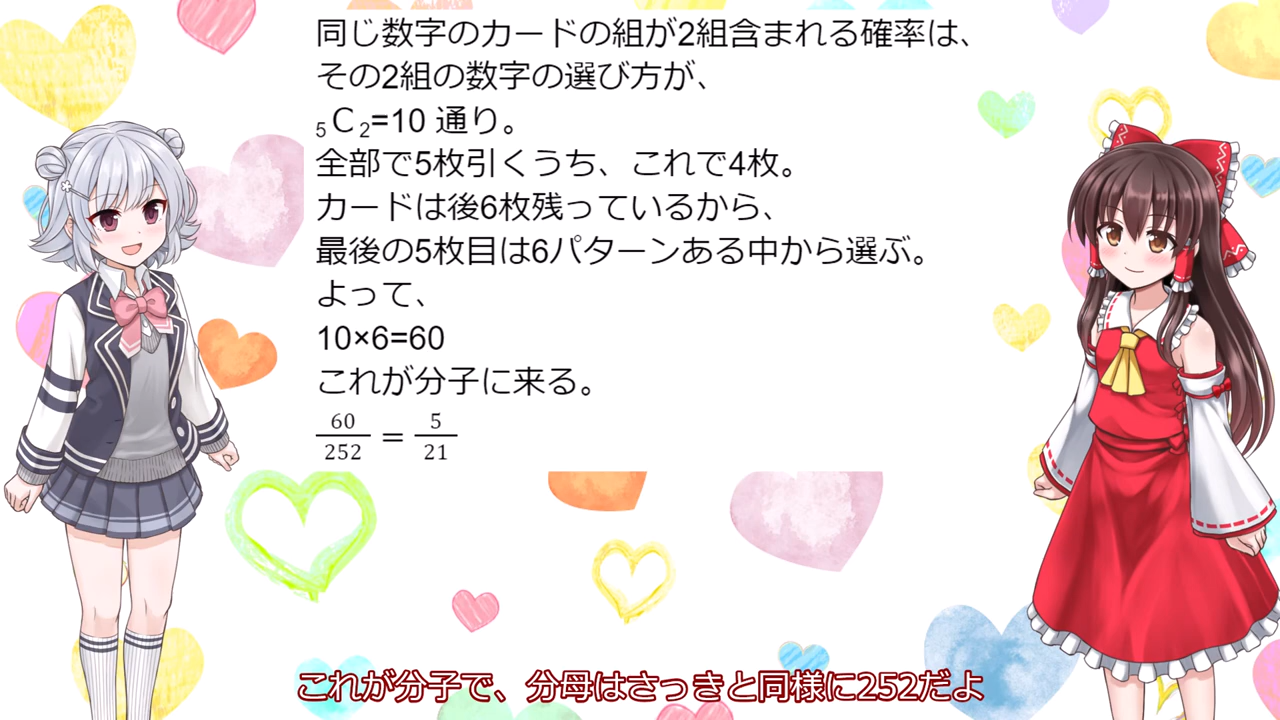 同じ数字のカードの組が2組含まれる確率は、
その2組の数字の選び方が、
₅C₂=10 通り。
全部で5枚引くうち、これで4枚。
カードは後6枚残っているから、
最後の5枚目は6パターンある中から選ぶ。
よって、
10×6=60
これが分子に来る。
60/252 = 5/21
これが分子で、分母はさっきと同様に252だよ